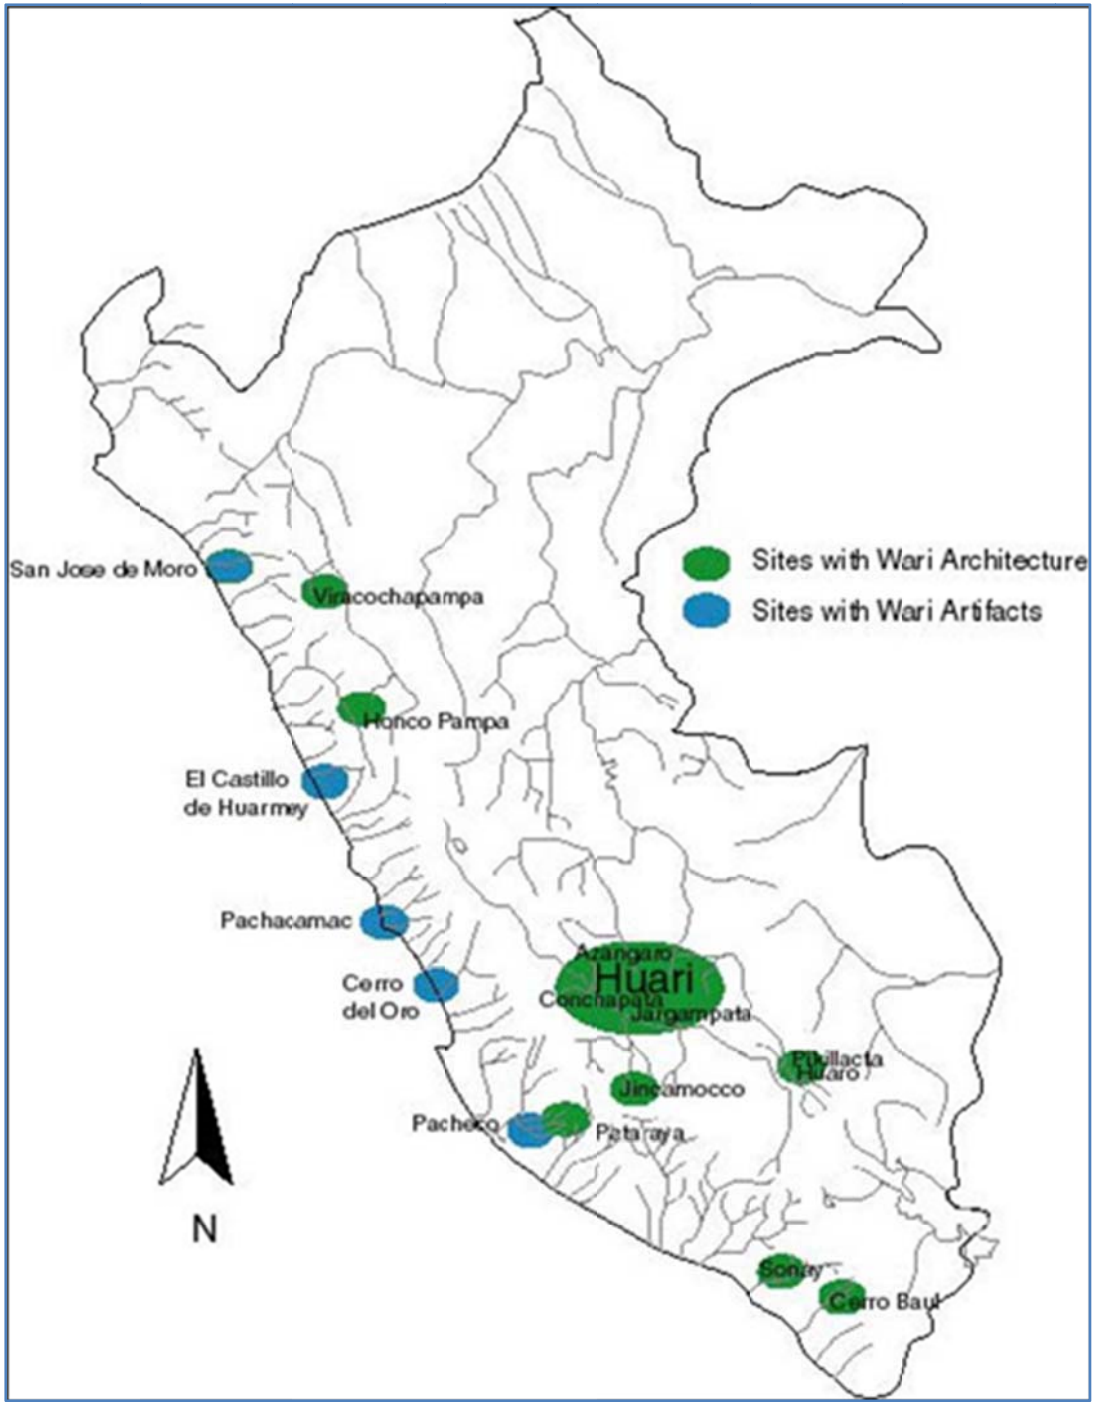 Sites with Wari Architecture
Sites with Wari Artifacts
San Jose de Moro
Viracochapampa
Honco Pampa
El Castillo
de Huarmey
Pachacamac
Azangaro
Huari
Cerro
del Oro
Conchapata
Jargampata
Pikillacta
Huaro
Jincamocco
Pacheco
Pataraya
N
Sonay
Cerro Baul